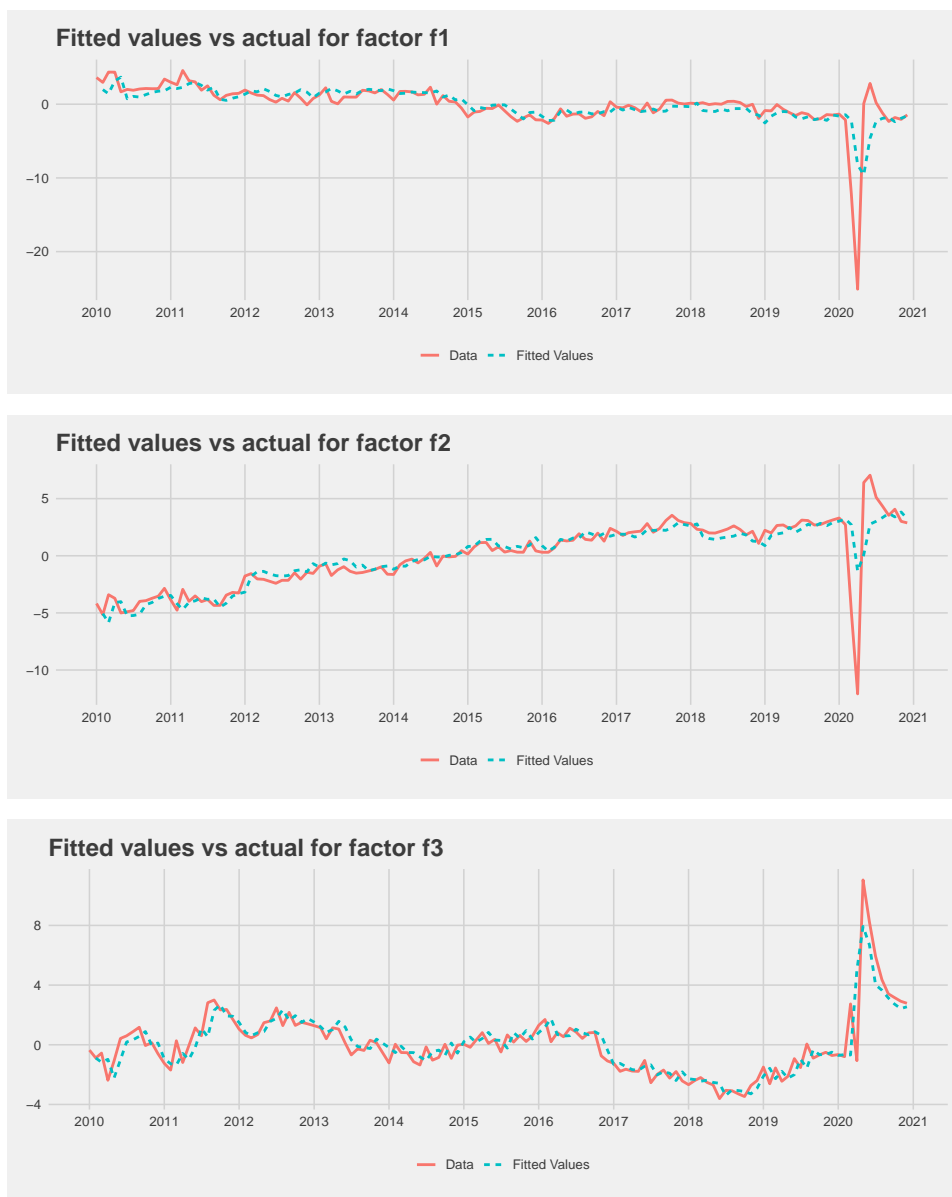 Fitted values vs actual for factor f1
0
−10
−20
2010 2011 2012 2013 2014 2015 2016 2017 2018 2019 2020 2021
Data Fitted Values
Fitted values vs actual for factor f2
5
0
−5
−10
2010 2011 2012 2013 2014 2015 2016 2017 2018 2019 2020 2021
Data Fitted Values
Fitted values vs actual for factor f3
8
4
0
−4
2010 2011 2012 2013 2014 2015 2016 2017 2018 2019 2020 2021
Data Fitted Values